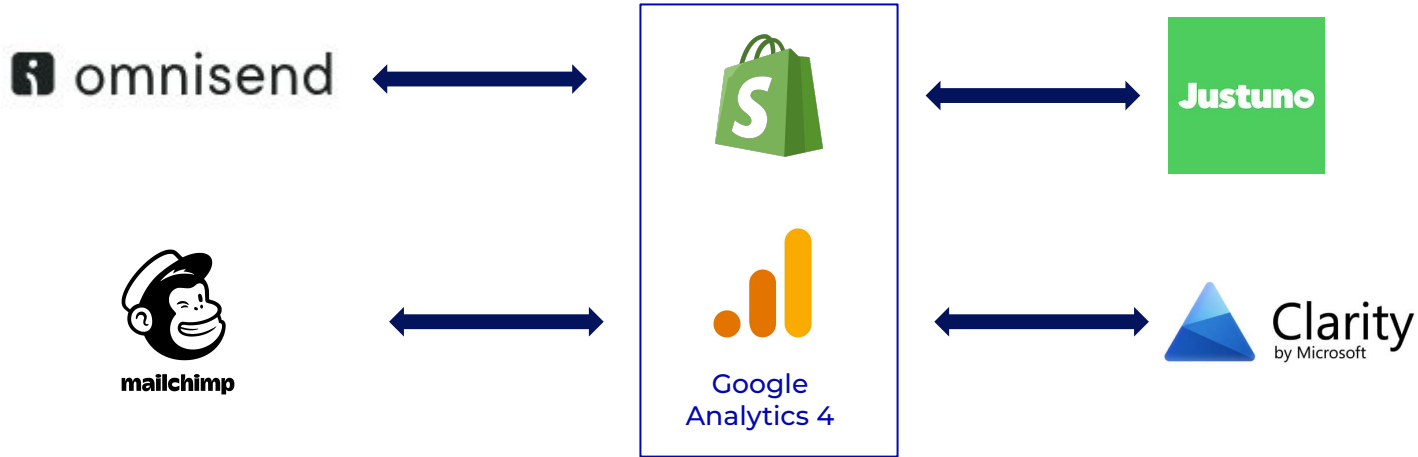 omnisend
S
Justuno
mailchimp
Google
Analytics 4
Clarity
by Microsoft